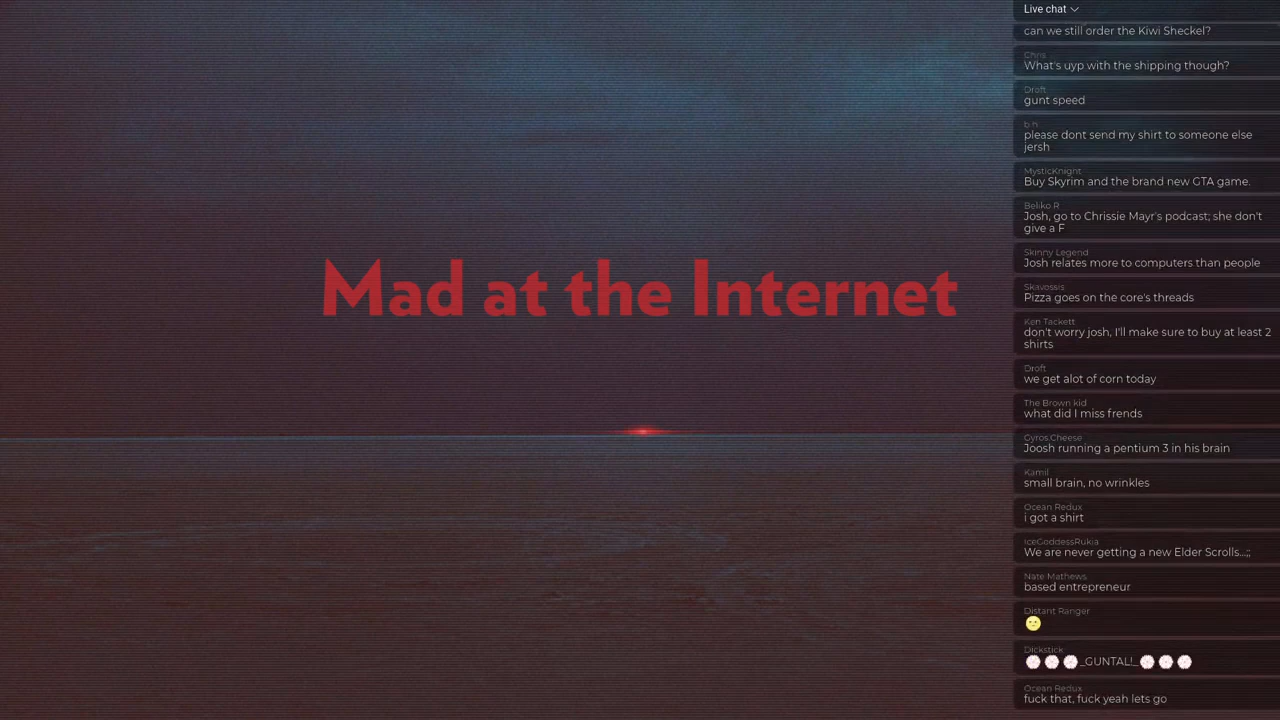 Live chat
can we still order the Kiwi Sheckel?
Chris
What's uyp with the shipping though?
Droft
gunt speed
b h
please dont send my shirt to someone else
jersh
MysticKnight
Buy Skyrim and the brand new GTA game.
Beliko R
Josh, go to Chrissie Mayr's podcast; she don't
give a F
Skinny Legend
Josh relates more to computers than people
Skavossis
Pizza goes on the core's threads
Ken Tackett
don't worry josh, I'll make sure to buy at least 2
shirts
Droft
we get alot of corn today
The Brown kid
what did I miss frends
Gyros.Cheese
Joosh running a pentium 3 in his brain
Kamil
small brain, no wrinkles
Ocean Redux
i got a shirt
IceGoddessRukia
We are never getting a new Elder Scrolls...;;
Nate Mathews
based entrepreneur
Distant Ranger
Dickstick
_GUNTAL!_
Ocean Redux
fuck that, fuck yeah lets go
Mad at the Internet